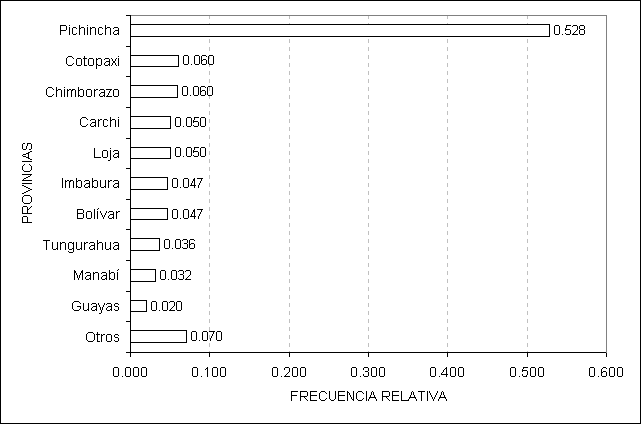 PROVINCIAS
Pichincha 0.528
Cotopaxi 0.060
Chimborazo 0.060
Carchi 0.050
Loja 0.050
Imbabura 0.047
Bolívar 0.047
Tungurahua 0.036
Manabí 0.032
Guayas 0.020
Otros 0.070
0.000 0.100 0.200 0.300 0.400 0.500 0.600
FRECUENCIA RELATIVA